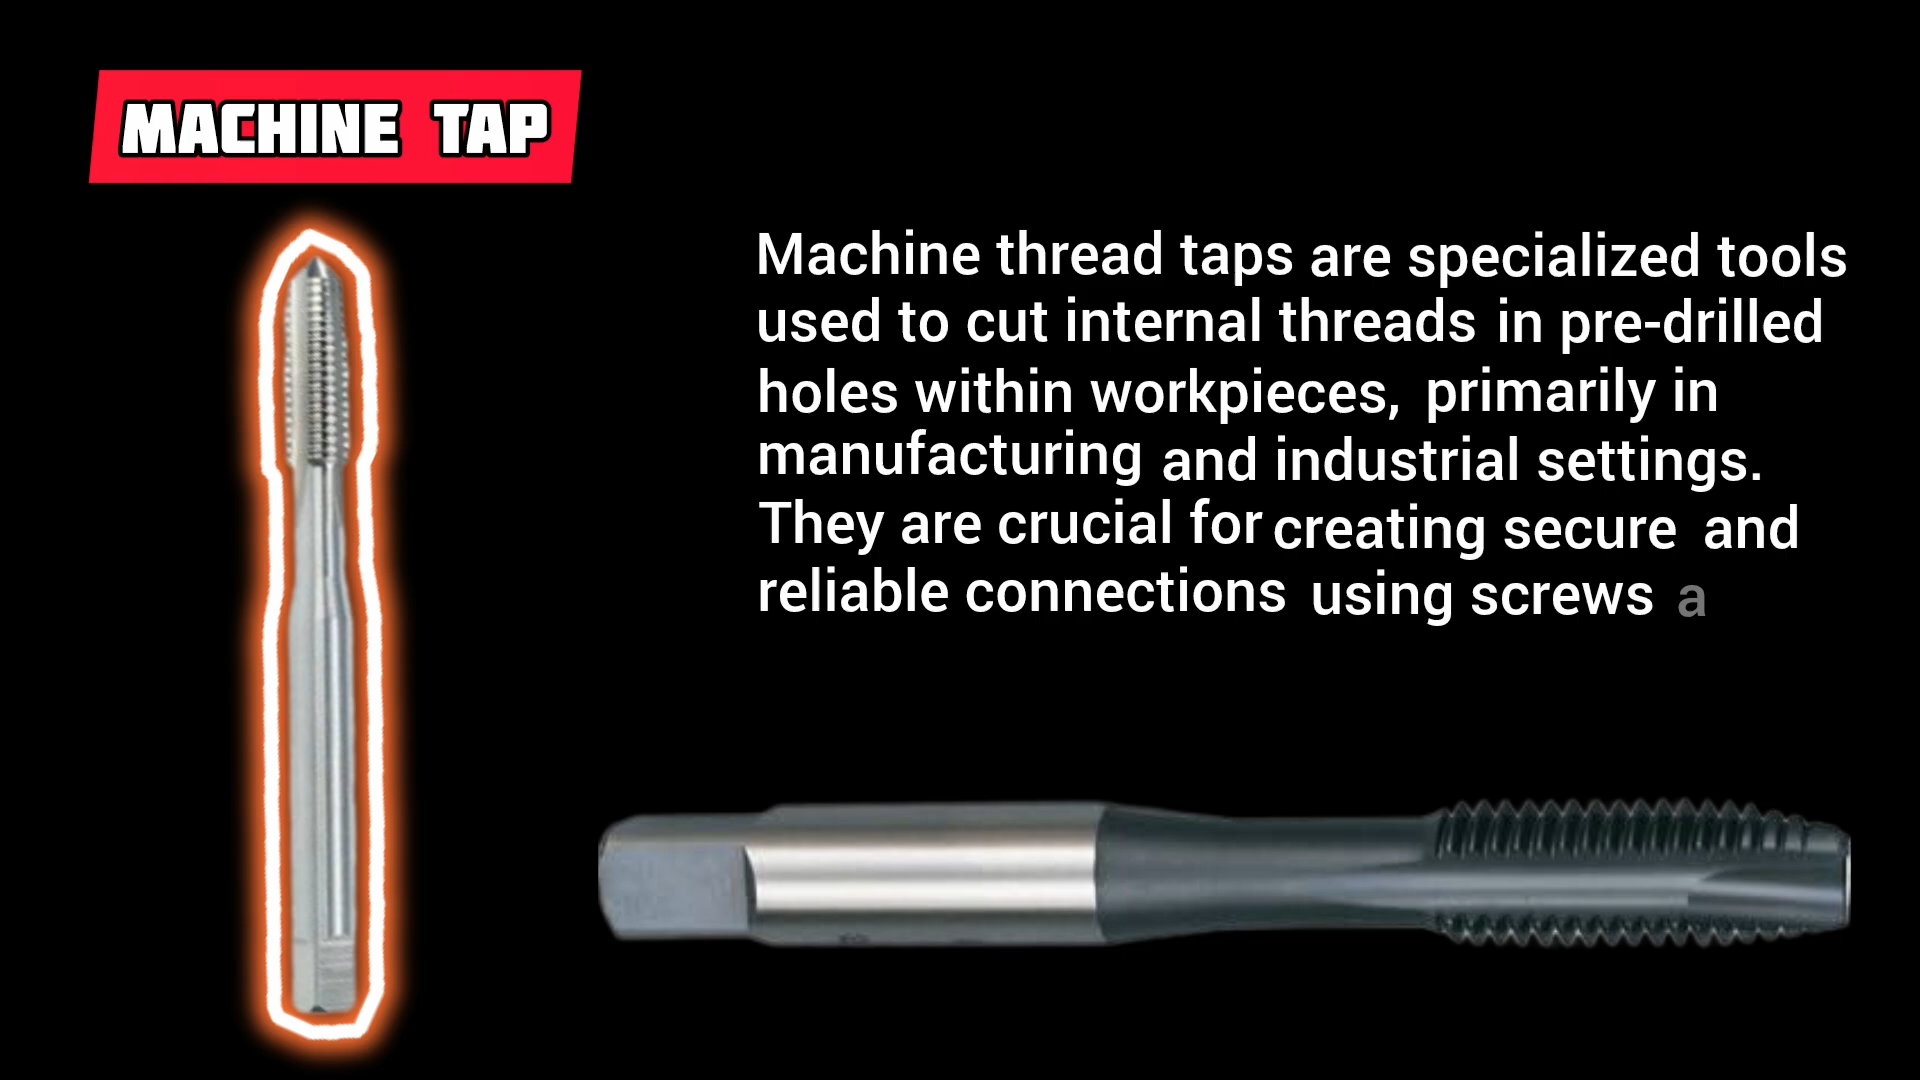 MACHINE TAP
Machine thread taps are specialized tools
used to cut internal threads in pre-drilled
holes within workpieces, primarily in
manufacturing and industrial settings.
They are crucial for creating secure and
reliable connections using screws a